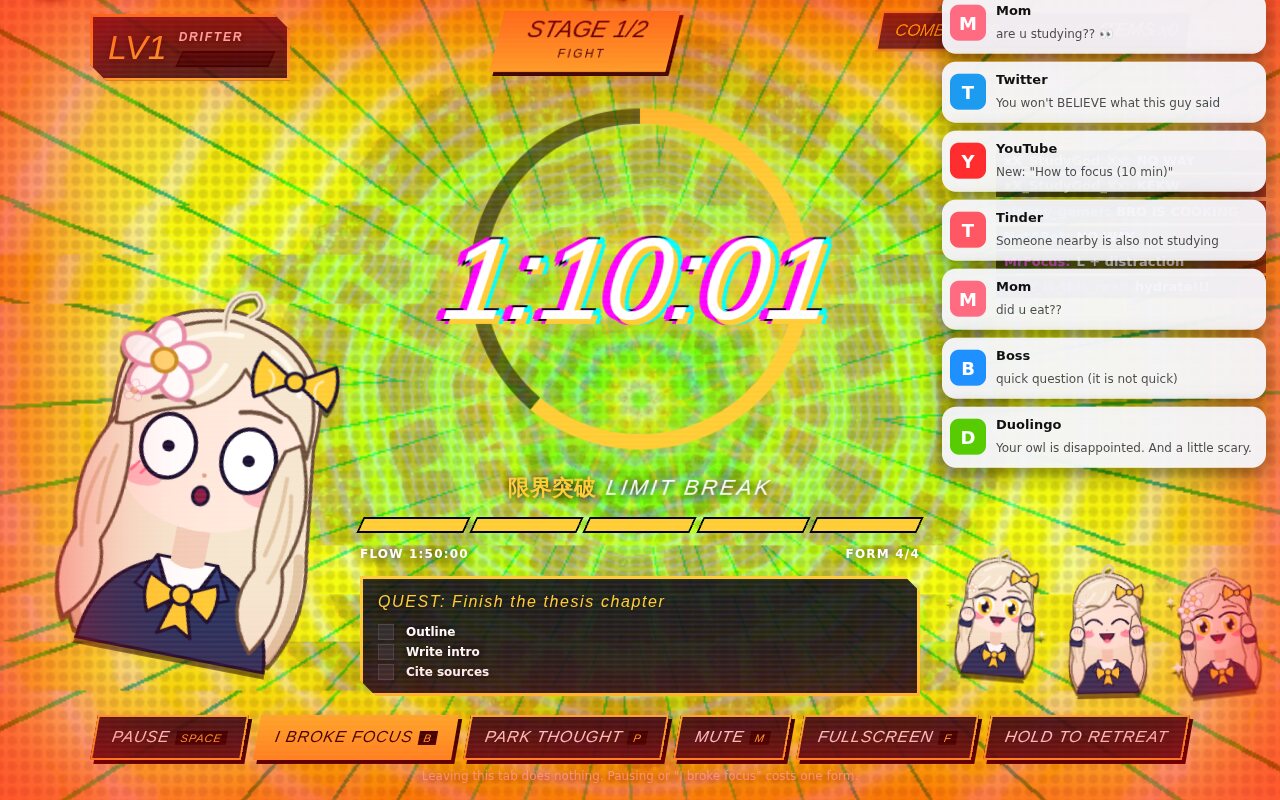 LV1
DRIFTER
STAGE 1/2
FIGHT
M
Mom
are u studying?? 👀
T
Twitter
You won't BELIEVE what this guy said
Y
YouTube
New: "How to focus (10 min)"
T
Tinder
Someone nearby is also not studying
M
Mom
did u eat??
B
Boss
quick question (it is not quick)
D
Duolingo
Your owl is disappointed. And a little scary.
1:10:01
限界突破 LIMIT BREAK
FLOW 1:50:00
FORM 4/4
QUEST: Finish the thesis chapter
Outline
Write intro
Cite sources
PAUSE SPACE
I BROKE FOCUS B
PARK THOUGHT P
MUTE M
FULLSCREEN F
HOLD TO RETREAT
Leaving this tab does nothing. Pausing or "I broke focus" costs one form.